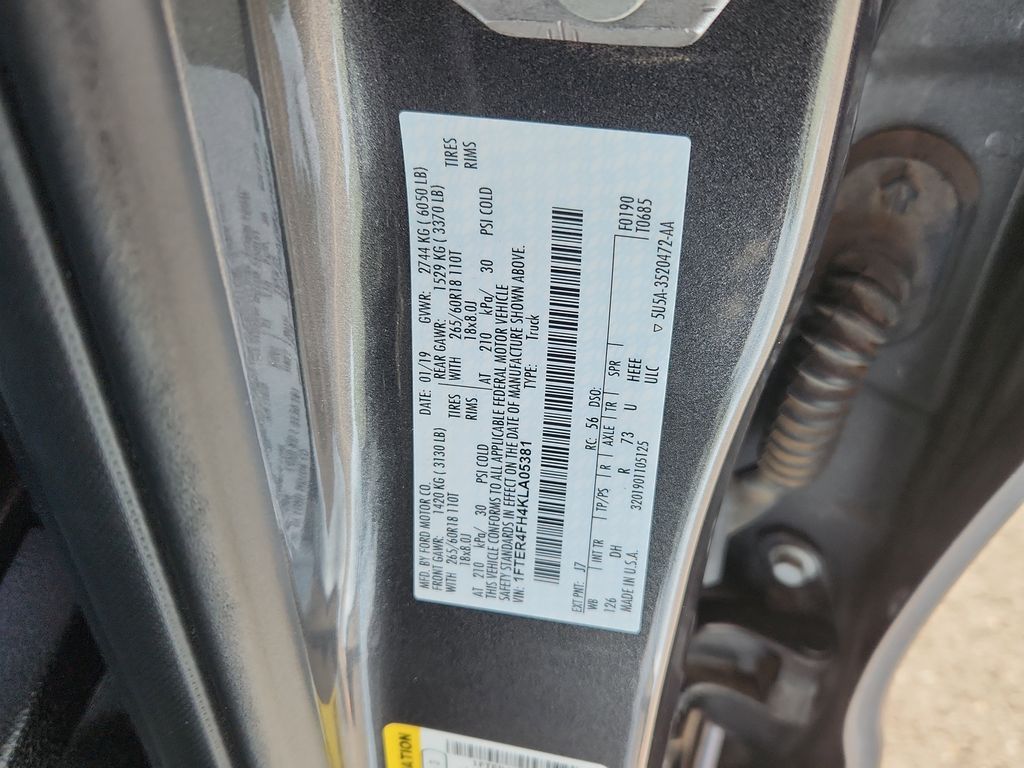 MFD. BY FORD MOTOR CO. DATE: 01/19 GVWR: 2744 KG ( 6050 LB)
FRONT GAWR: 1420 KG ( 3130 LB) REAR GAWR: 1529 KG ( 3370 LB)
WITH 265/60R18 110T TIRES WITH 265/60R18 110T TIRES
18x8.0J RIMS 18x8.0J RIMS
AT 210 kPa/ 30 PSI COLD AT 210 kPa/ 30 PSI COLD
THIS VEHICLE CONFORMS TO ALL APPLICABLE FEDERAL MOTOR VEHICLE
SAFETY STANDARDS IN EFFECT ON THE DATE OF MANUFACTURE SHOWN ABOVE.
VIN: 1FTER4FH4KLA05381 TYPE: Truck
EXT PNT: J7 RC: 56 DSO: F0190
WB INT TR TP/PS R AXLE TR SPR T0685
126 DH R 73 U HEEE
MADE IN U.S.A. 3201901105125 ULC
▽ 5U5A-3520472-AA